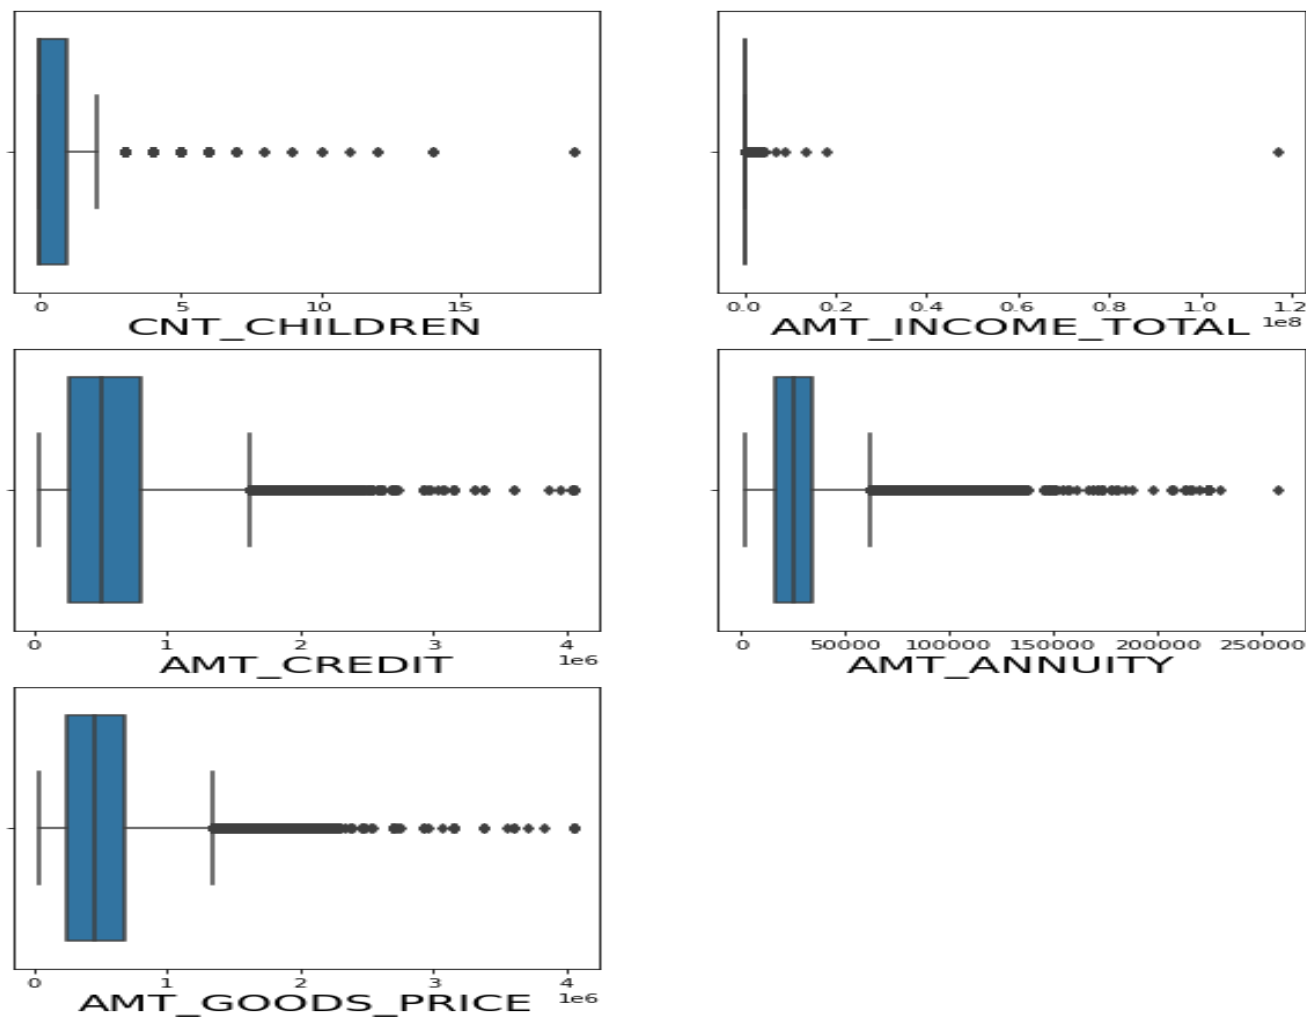 0 5 10 15
CNT_CHILDREN
0.0 0.2 0.4 0.6 0.8 1.0 1.2
AMT_INCOME_TOTAL 1e8
0 1 2 3 4
1e6
AMT_CREDIT
0 50000 100000 150000 200000 250000
AMT_ANNUITY
0 1 2 3 4
1e6
AMT_GOODS_PRICE